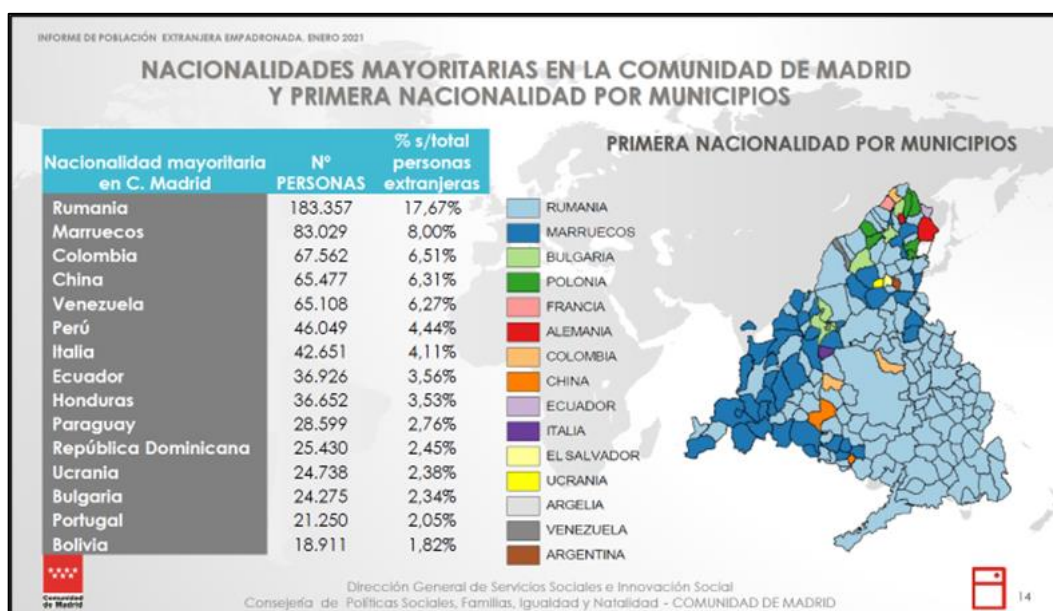 INFORME DE POBLACIÓN EXTRANJERA EMPADRONADA. ENERO 2021
NACIONALIDADES MAYORITARIAS EN LA COMUNIDAD DE MADRID
Y PRIMERA NACIONALIDAD POR MUNICIPIOS
Nacionalidad mayoritaria en C. Madrid Nº PERSONAS % s/total personas extranjeras
Rumania 183.357 17,67%
Marruecos 83.029 8,00%
Colombia 67.562 6,51%
China 65.477 6,31%
Venezuela 65.108 6,27%
Perú 46.049 4,44%
Italia 42.651 4,11%
Ecuador 36.926 3,56%
Honduras 36.652 3,53%
Paraguay 28.599 2,76%
República Dominicana 25.430 2,45%
Ucrania 24.738 2,38%
Bulgaria 24.275 2,34%
Portugal 21.250 2,05%
Bolivia 18.911 1,82%
PRIMERA NACIONALIDAD POR MUNICIPIOS
RUMANIA
MARRUECOS
BULGARIA
POLONIA
FRANCIA
ALEMANIA
COLOMBIA
CHINA
ECUADOR
ITALIA
EL SALVADOR
UCRANIA
ARGELIA
VENEZUELA
ARGENTINA
Comunidad
de Madrid
Dirección General de Servicios Sociales e Innovación Social
Consejería de Políticas Sociales, Familias, Igualdad y Natalidad - COMUNIDAD DE MADRID
14